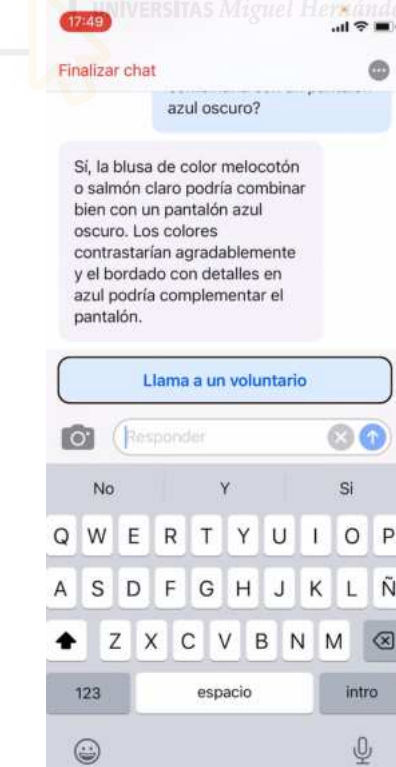 UNIVERSITAS Miguel Hernández
17:49
Finalizar chat
azul oscuro?
Sí, la blusa de color melocotón
o salmón claro podría combinar
bien con un pantalón azul
oscuro. Los colores
contrastarían agradablemente
y el bordado con detalles en
azul podría complementar el
pantalón.
Llama a un voluntario
Responder
No Y Si
Q W E R T Y U I O P
A S D F G H J K L Ñ
Z X C V B N M
123 espacio intro